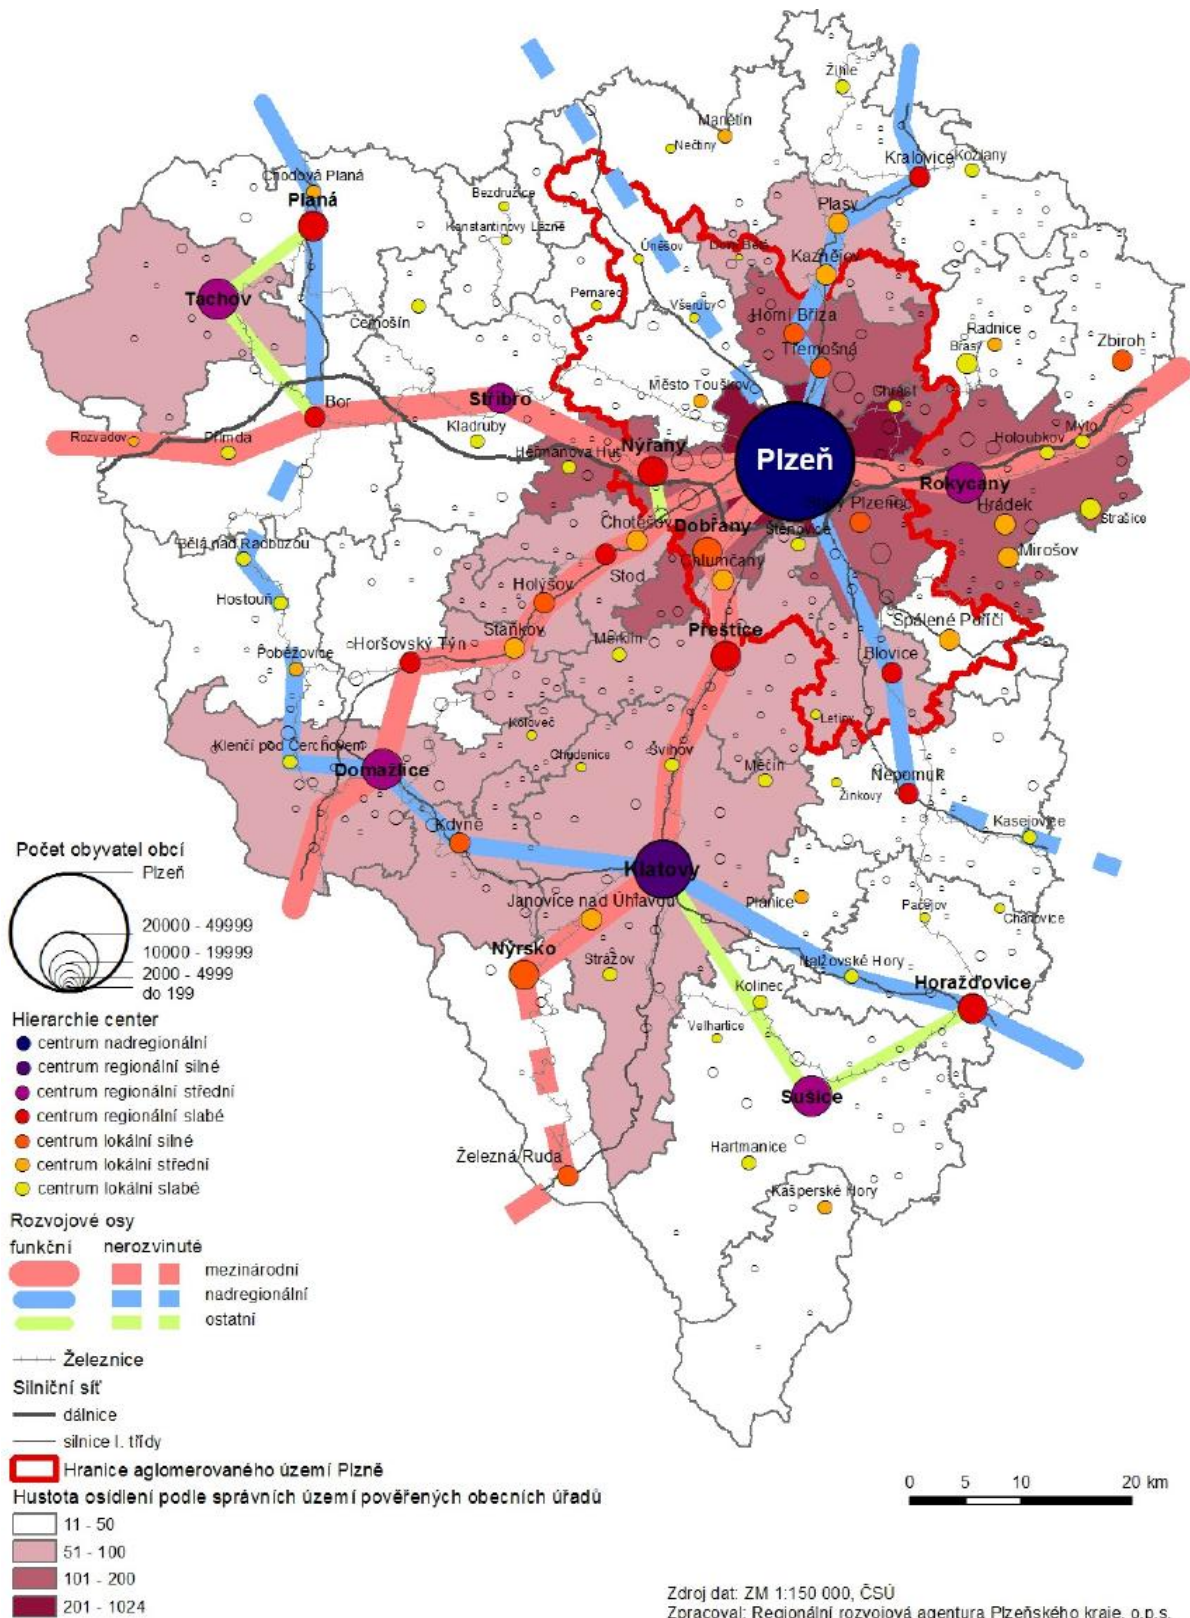 Žihle
Manětín
Nečtiny
Kralovice
Kožlany
Chodová Planá
Planá
Bezdružice
Konstantinovy Lázně
Plasy
Úněšov
Dolní Bělá
Kaznějov
Tachov
Pernarec
Všeruby
Černošín
Horní Bříza
Radnice
Třemošná
Břasy
Zbiroh
Město Touškov
Stříbro
Chrást
Bor
Rozvadov
Přimda
Kladruby
Mýto
Holoubkov
Heřmanova Huť
Nýřany
Plzeň
Rokycany
Starý Plzenec
Hrádek
Strašice
Chotěšov
Dobřany
Štěnovice
Bělá nad Radbuzou
Stod
Chlumčany
Mirošov
Holýšov
Hostouň
Spálené Poříčí
Staňkov
Merklín
Přeštice
Horšovský Týn
Poběžovice
Blovice
Letiny
Koloveč
Klenčí pod Čerchovem
Chudenice
Švihov
Domažlice
Měčín
Nepomuk
Žinkovy
Kasejovice
Kdyně
Klatovy
Janovice nad Úhlavou
Plánice
Pačejov
Chanovice
Nýrsko
Strážov
Nalžovské Hory
Horažďovice
Kolinec
Velhartice
Sušice
Železná Ruda
Hartmanice
Kašperské Hory
Počet obyvatel obcí
Plzeň
20000 - 49999
10000 - 19999
2000 - 4999
do 199
Hierarchie center
centrum nadregionální
centrum regionální silné
centrum regionální střední
centrum regionální slabé
centrum lokální silné
centrum lokální střední
centrum lokální slabé
Rozvojové osy
funkční nerozvinuté
mezinárodní
nadregionální
ostatní
Železnice
Silniční síť
dálnice
silnice I. třídy
Hranice aglomerovaného území Plzně
Hustota osídlení podle správních území pověřených obecních úřadů
11 - 50
51 - 100
101 - 200
201 - 1024
0 5 10 20 km
Zdroj dat: ZM 1:150 000, ČSÚ
Zpracoval: Regionální rozvojová agentura Plzeňského kraje, o.p.s.